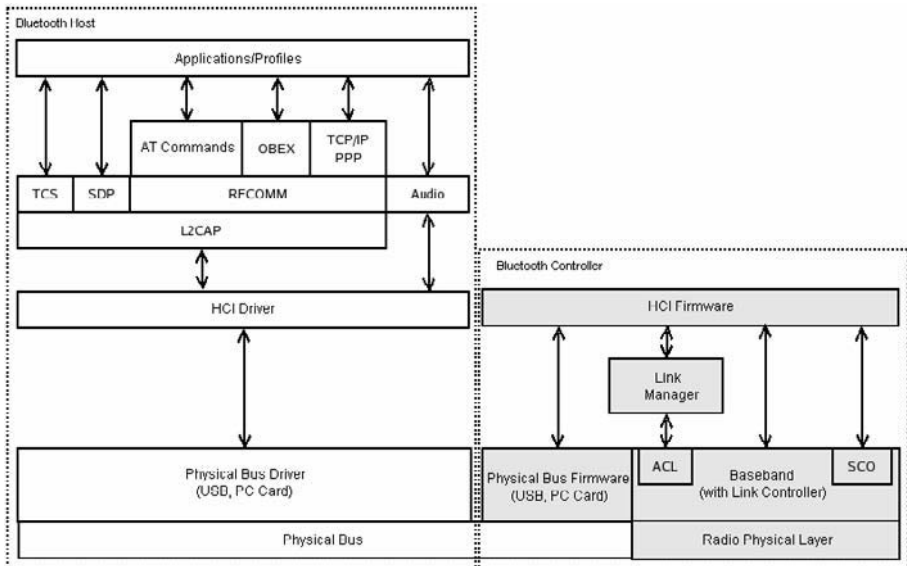 Bluetooth Host
Applications/Profiles
AT Commands
OBEX
TCP/IP
PPP
TCS
SDP
RFCOMM
Audio
L2CAP
Bluetooth Controller
HCI Driver
HCI Firmware
Link
Manager
Physical Bus Driver
(USB, PC Card)
Physical Bus Firmware
(USB, PC Card)
ACL
Baseband
(with Link Controller)
SCO
Physical Bus
Radio Physical Layer